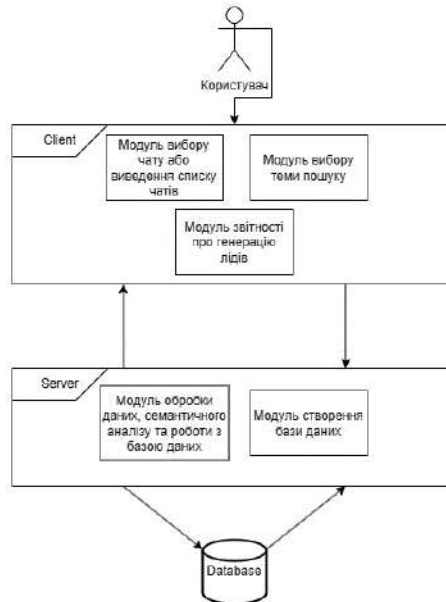 Користувач
Client
Модуль вибору
чату або
виведення списку
чатів
Модуль вибору
теми пошуку
Модуль звітності
про генерацію
лідів
Server
Модуль обробки
даних, семантичного
аналізу та роботи з
базою даних
Модуль створення
бази даних
Database